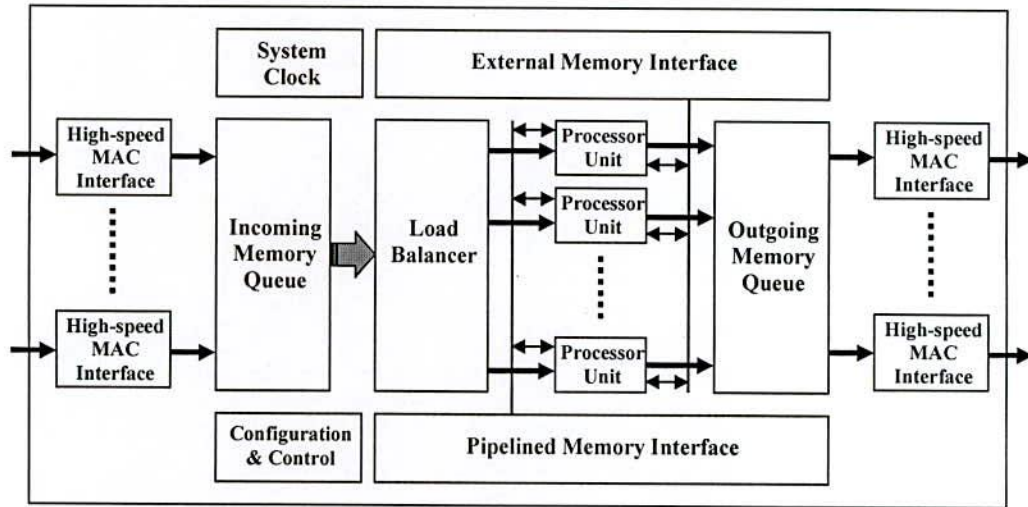 System
Clock
External Memory Interface
High-speed
MAC
Interface
High-speed
MAC
Interface
Incoming
Memory
Queue
Load
Balancer
Processor
Unit
Processor
Unit
Processor
Unit
Outgoing
Memory
Queue
High-speed
MAC
Interface
High-speed
MAC
Interface
Configuration
& Control
Pipelined Memory Interface